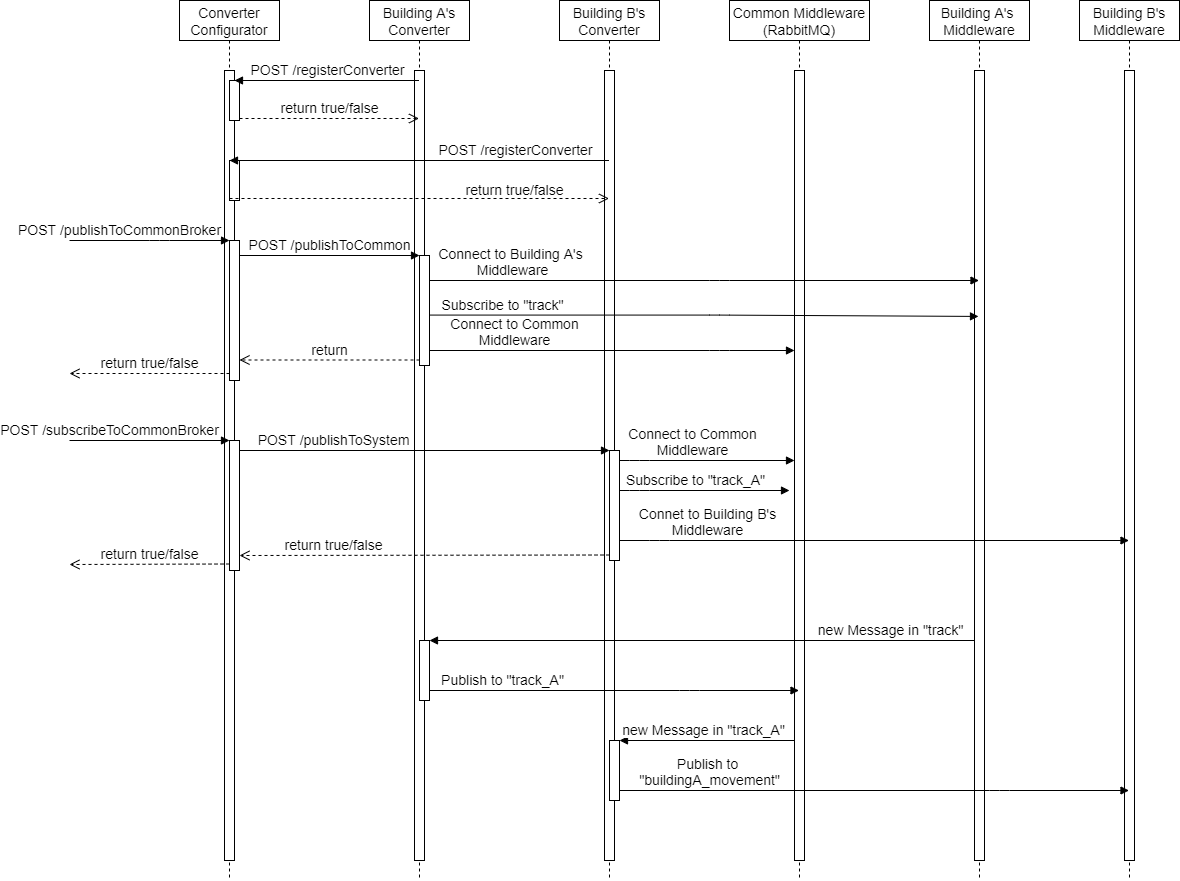 Converter
Configurator
Building A's
Converter
Building B's
Converter
Common Middleware
(RabbitMQ)
Building A's
Middleware
Building B's
Middleware
POST /registerConverter
return true/false
POST /registerConverter
return true/false
POST /publishToCommonBroker
POST /publishToCommon
Connect to Building A's
Middleware
Subscribe to "track"
Connect to Common
Middleware
return
return true/false
POST /subscribeToCommonBroker
POST /publishToSystem
Connect to Common
Middleware
Subscribe to "track_A"
Connet to Building B's
Middleware
return true/false
return true/false
new Message in "track"
Publish to "track_A"
new Message in "track_A"
Publish to
"buildingA_movement"